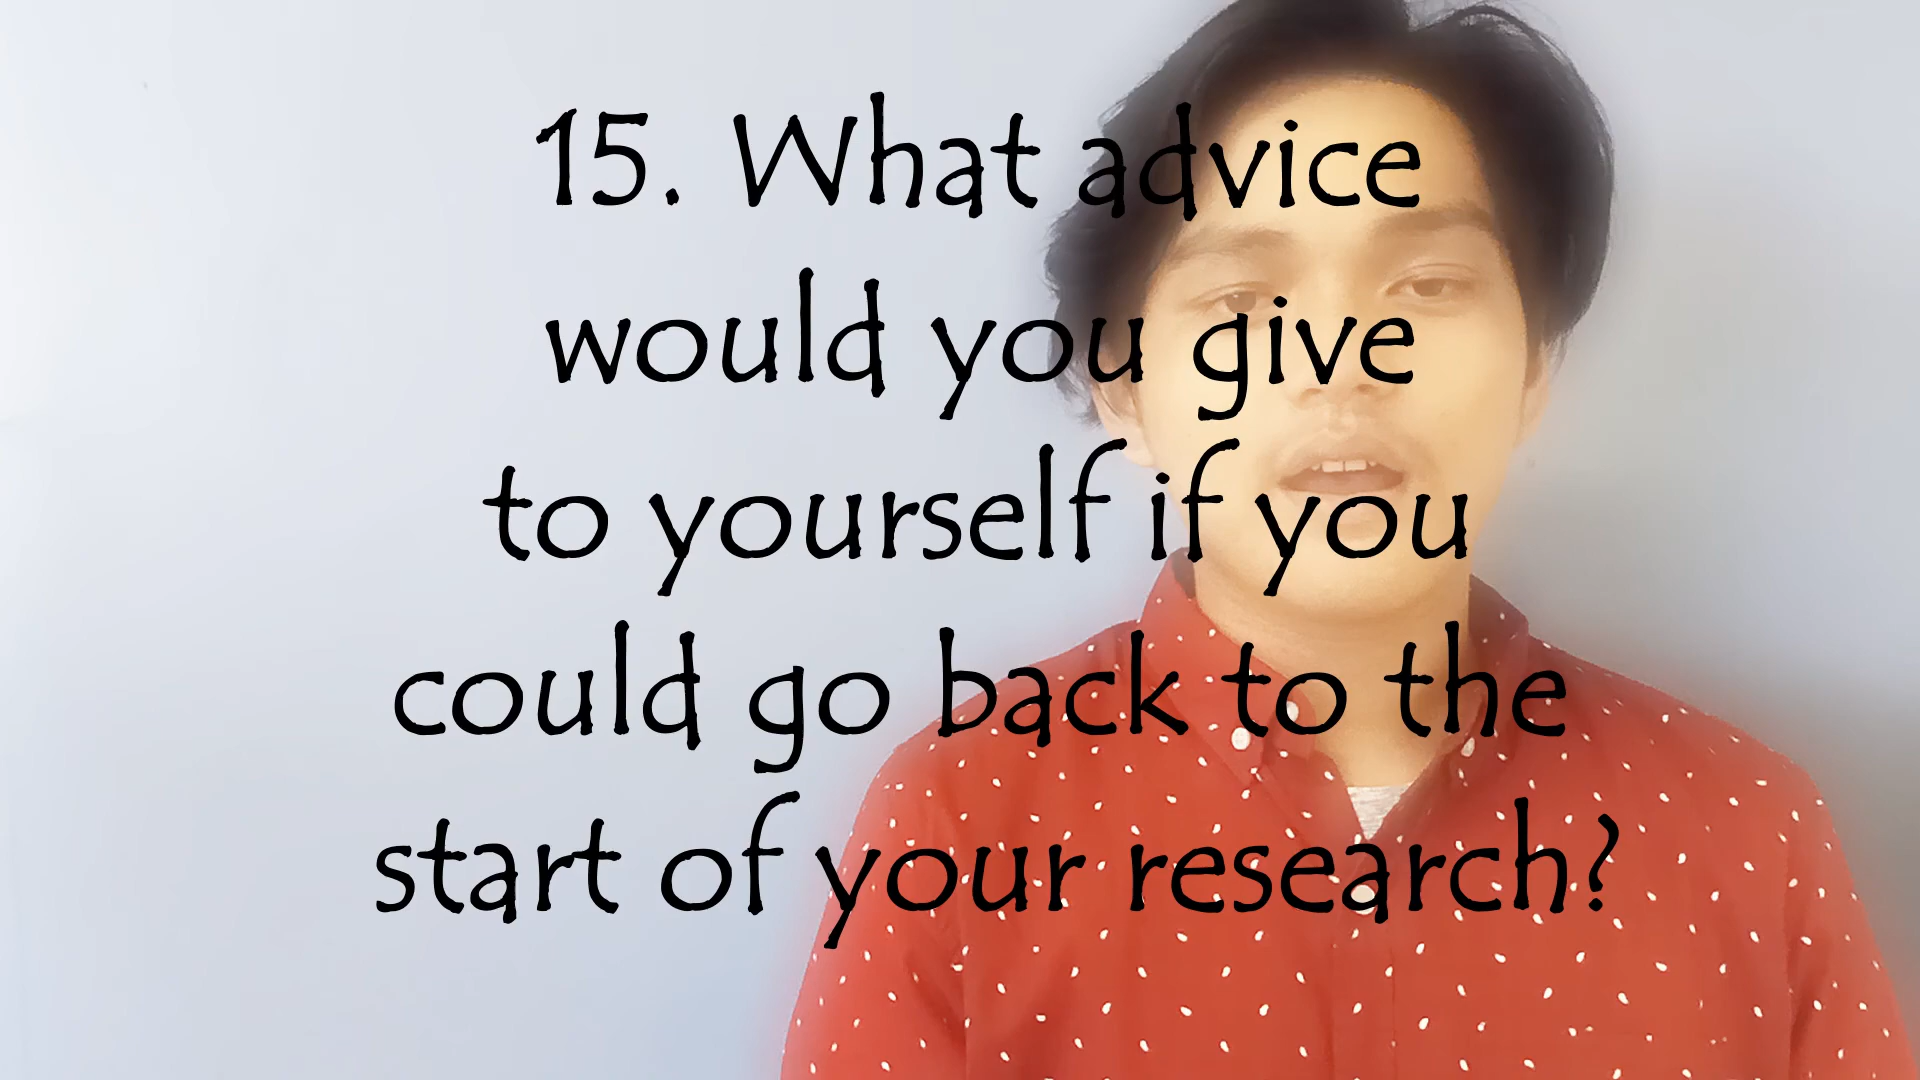 15. What advice
would you give
to yourself if you
could go back to the
start of your research?